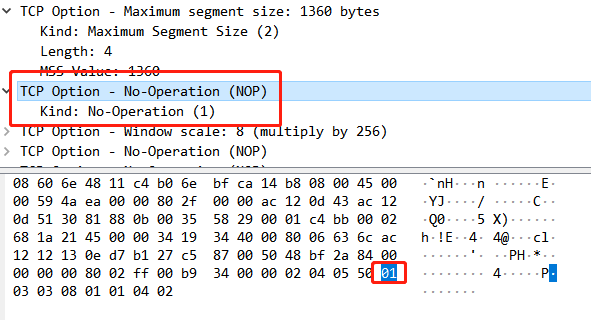 TCP Option - Maximum segment size: 1360 bytes
Kind: Maximum Segment Size (2)
Length: 4
MSS Value: 1360
TCP Option - No-Operation (NOP)
Kind: No-Operation (1)
TCP Option - Window scale: 8 (multiply by 256)
TCP Option - No-Operation (NOP)
08 60 6e 48 11 c4 b0 6e bf ca 14 b8 08 00 45 00 ·`nH···n ······E·
00 59 4a ea 00 00 80 2f 00 00 ac 12 0d 43 ac 12 ·YJ····/ ·····C··
0d 51 30 81 88 0b 00 35 58 29 00 01 c4 bb 00 02 ·Q0····5 X)······
68 1a 21 45 00 00 34 19 34 40 00 80 06 63 6c ac h·!E··4· 4@···cl·
12 12 13 0e d7 b1 27 c5 87 00 50 48 bf 2a 84 00 ······'· ··PH·*··
00 00 00 80 02 ff 00 b9 34 00 00 02 04 05 50 01 ········ 4·····P·
03 03 08 01 01 04 02 ·······